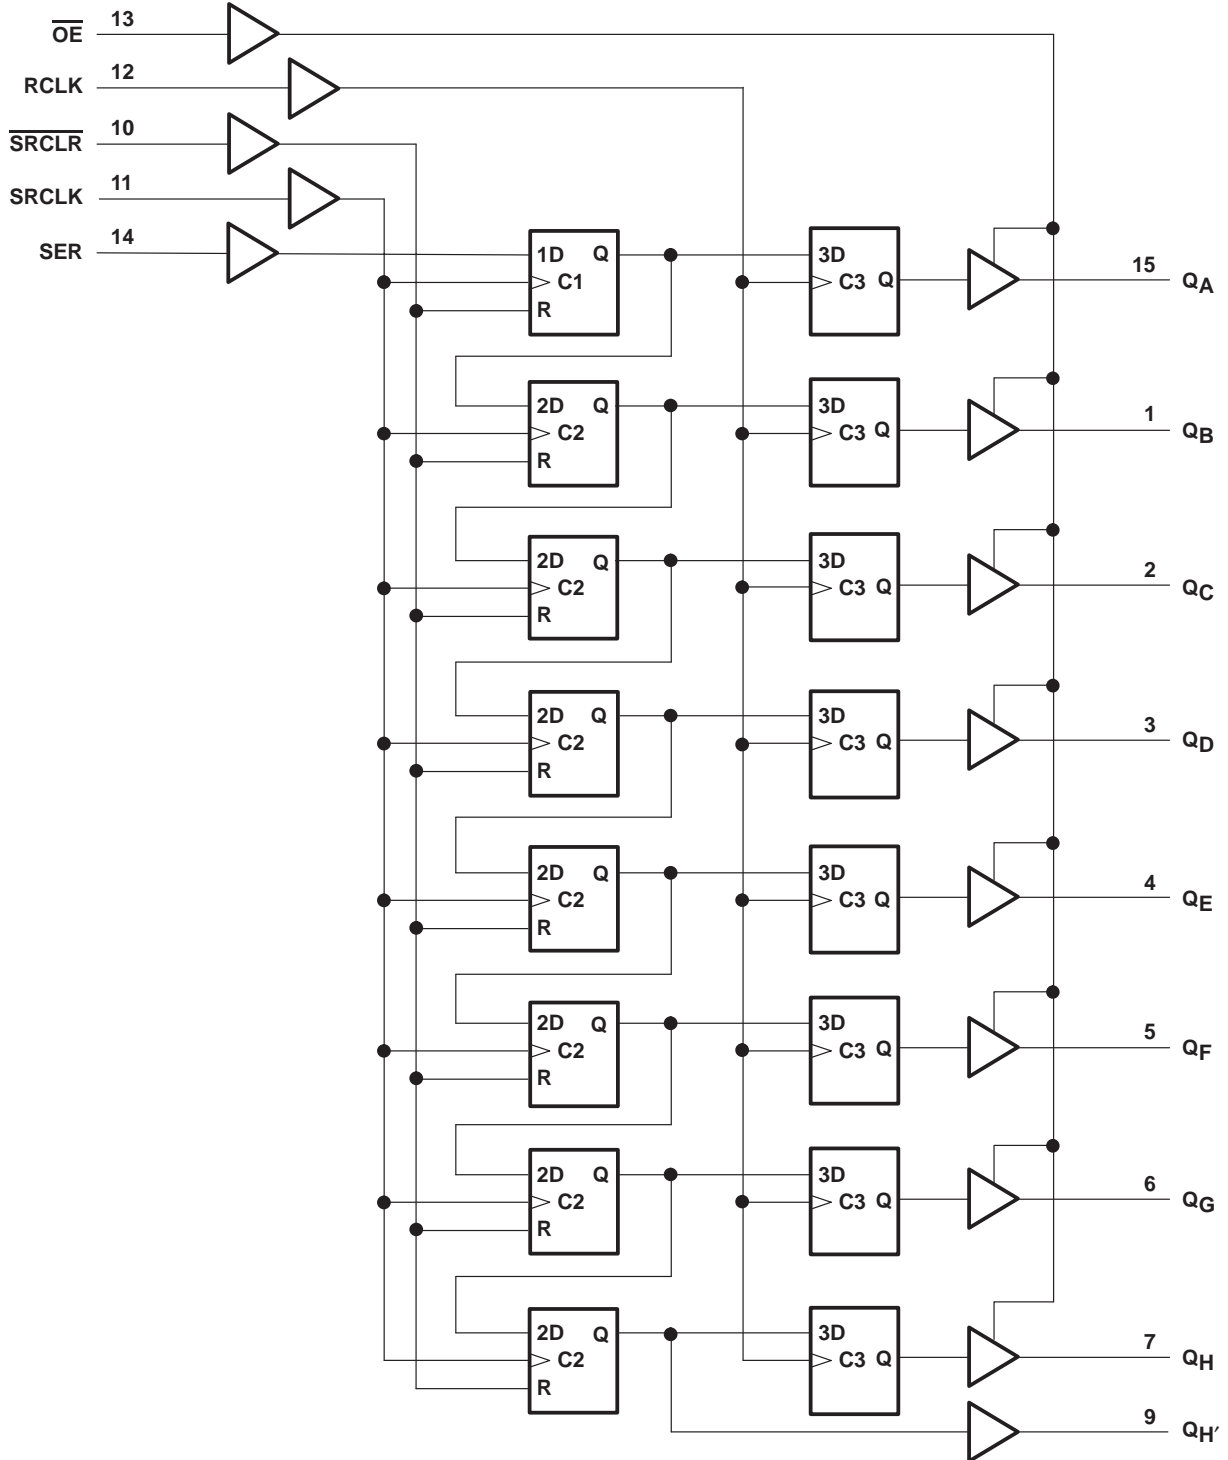 OE 13
RCLK 12
SRCLR 10
SRCLK 11
SER 14
1D Q
C1
R
3D
C3 Q
15 QA
2D Q
C2
R
3D
C3 Q
1 QB
2D Q
C2
R
3D
C3 Q
2 QC
2D Q
C2
R
3D
C3 Q
3 QD
2D Q
C2
R
3D
C3 Q
4 QE
2D Q
C2
R
3D
C3 Q
5 QF
2D Q
C2
R
3D
C3 Q
6 QG
2D Q
C2
R
3D
C3 Q
7 QH
9 QH′